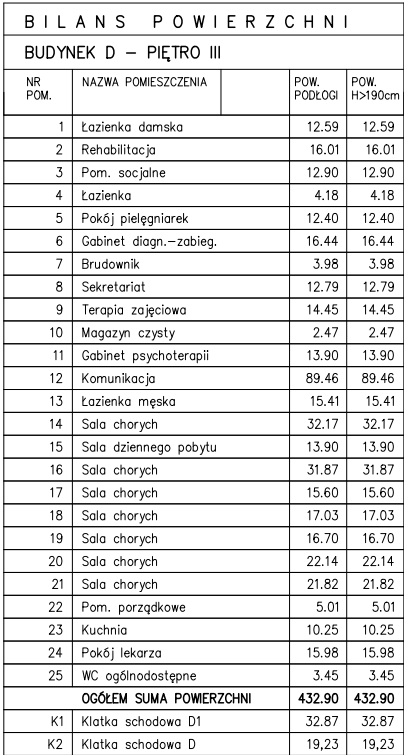 BILANS POWIERZCHNI
BUDYNEK D – PIĘTRO III
NR POM. NAZWA POMIESZCZENIA POW. PODŁOGI POW. H>190cm
1 Łazienka damska 12.59 12.59
2 Rehabilitacja 16.01 16.01
3 Pom. socjalne 12.90 12.90
4 Łazienka 4.18 4.18
5 Pokój pielęgniarek 12.40 12.40
6 Gabinet diagn.–zabieg. 16.44 16.44
7 Brudownik 3.98 3.98
8 Sekretariat 12.79 12.79
9 Terapia zajęciowa 14.45 14.45
10 Magazyn czysty 2.47 2.47
11 Gabinet psychoterapii 13.90 13.90
12 Komunikacja 89.46 89.46
13 Łazienka męska 15.41 15.41
14 Sala chorych 32.17 32.17
15 Sala dziennego pobytu 13.90 13.90
16 Sala chorych 31.87 31.87
17 Sala chorych 15.60 15.60
18 Sala chorych 17.03 17.03
19 Sala chorych 16.70 16.70
20 Sala chorych 22.14 22.14
21 Sala chorych 21.82 21.82
22 Pom. porządkowe 5.01 5.01
23 Kuchnia 10.25 10.25
24 Pokój lekarza 15.98 15.98
25 WC ogólnodostępne 3.45 3.45
OGÓŁEM SUMA POWIERZCHNI 432.90 432.90
K1 Klatka schodowa D1 32.87 32.87
K2 Klatka schodowa D 19,23 19,23